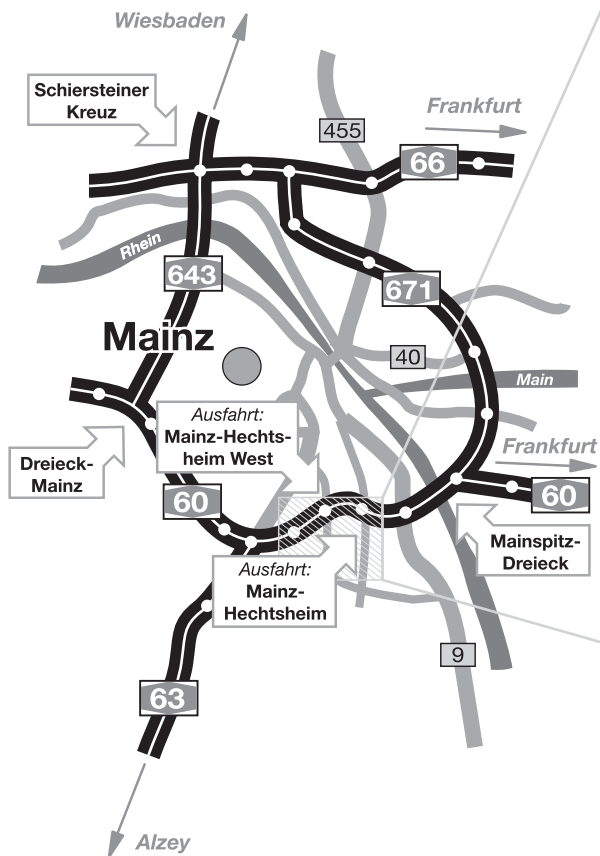 Wiesbaden
Schiersteiner
Kreuz
455
Frankfurt
66
Rhein
643
671
Mainz
40
Main
Ausfahrt:
Mainz-Hechts-
heim West
Dreieck-
Mainz
Frankfurt
60
60
Mainspitz-
Dreieck
Ausfahrt:
Mainz-
Hechtsheim
9
63
Alzey